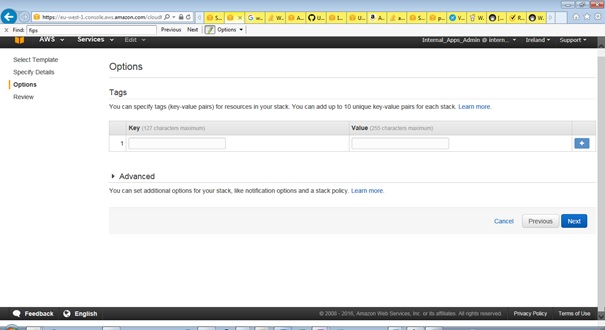 https://eu-west-1.console.aws.amazon.com/cloud
Find: fips Previous Next Options
AWS Services Edit Internal_Apps_Admin @ intern... Ireland Support
Select Template
Specify Details
Options
Review
Options
Tags
You can specify tags (key-value pairs) for resources in your stack. You can add up to 10 unique key-value pairs for each stack. Learn more.
Key (127 characters maximum) Value (255 characters maximum)
1
Advanced
You can set additional options for your stack, like notification options and a stack policy. Learn more.
Cancel Previous Next
Feedback English © 2008 - 2016, Amazon Web Services, Inc. or its affiliates. All rights reserved. Privacy Policy Terms of Use